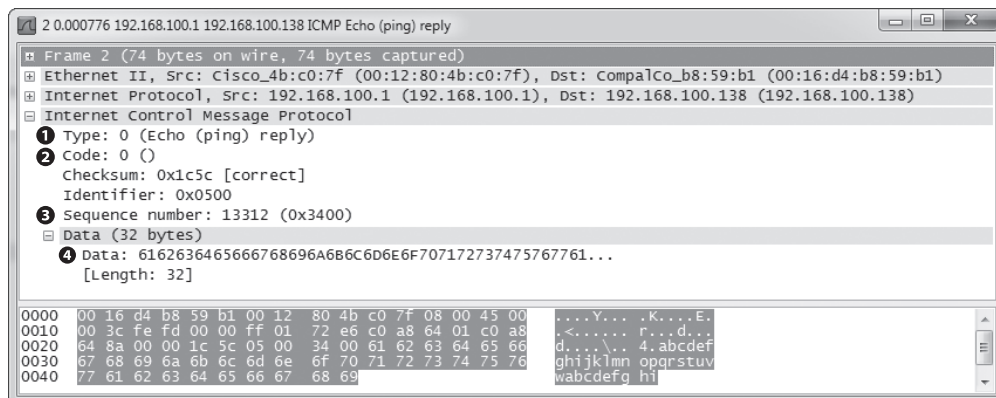 2 0.000776 192.168.100.1 192.168.100.138 ICMP Echo (ping) reply
Frame 2 (74 bytes on wire, 74 bytes captured)
Ethernet II, Src: Cisco_4b:c0:7f (00:12:80:4b:c0:7f), Dst: CompalCo_b8:59:b1 (00:16:d4:b8:59:b1)
Internet Protocol, Src: 192.168.100.1 (192.168.100.1), Dst: 192.168.100.138 (192.168.100.138)
Internet Control Message Protocol
❶ Type: 0 (Echo (ping) reply)
❷ Code: 0 ()
Checksum: 0x1c5c [correct]
Identifier: 0x0500
❸ Sequence number: 13312 (0x3400)
Data (32 bytes)
❹ Data: 6162636465666768696A6B6C6D6E6F707172737475767761...
[Length: 32]
0000 00 16 d4 b8 59 b1 00 12 80 4b c0 7f 08 00 45 00 ....Y... .K....E.
0010 00 3c fe fd 00 00 ff 01 72 e6 c0 a8 64 01 c0 a8 .<...... r...d...
0020 64 8a 00 00 1c 5c 05 00 34 00 61 62 63 64 65 66 d....\.. 4.abcdef
0030 67 68 69 6a 6b 6c 6d 6e 6f 70 71 72 73 74 75 76 ghijklmn opqrstuv
0040 77 61 62 63 64 65 66 67 68 69 wabcdefg hi